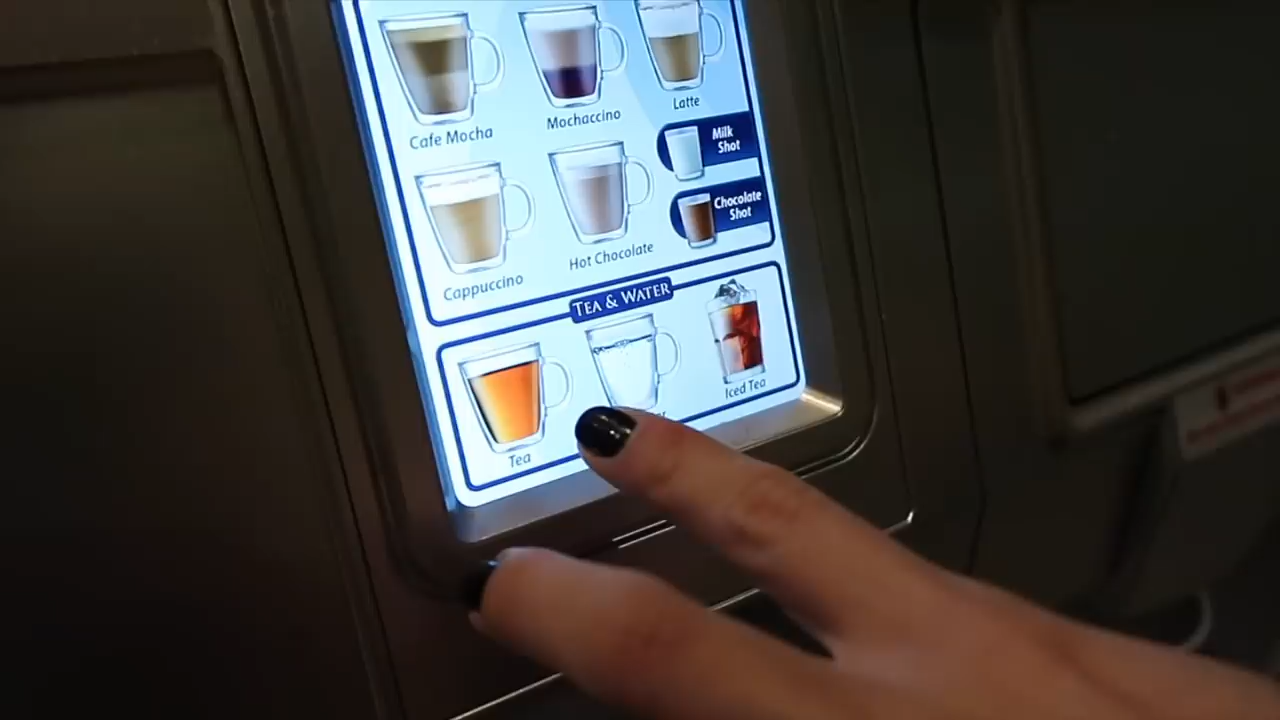 Cafe Mocha
Mochaccino
Latte
Milk
Shot
Cappuccino
Hot Chocolate
Chocolate
Shot
TEA & WATER
Tea
Iced Tea